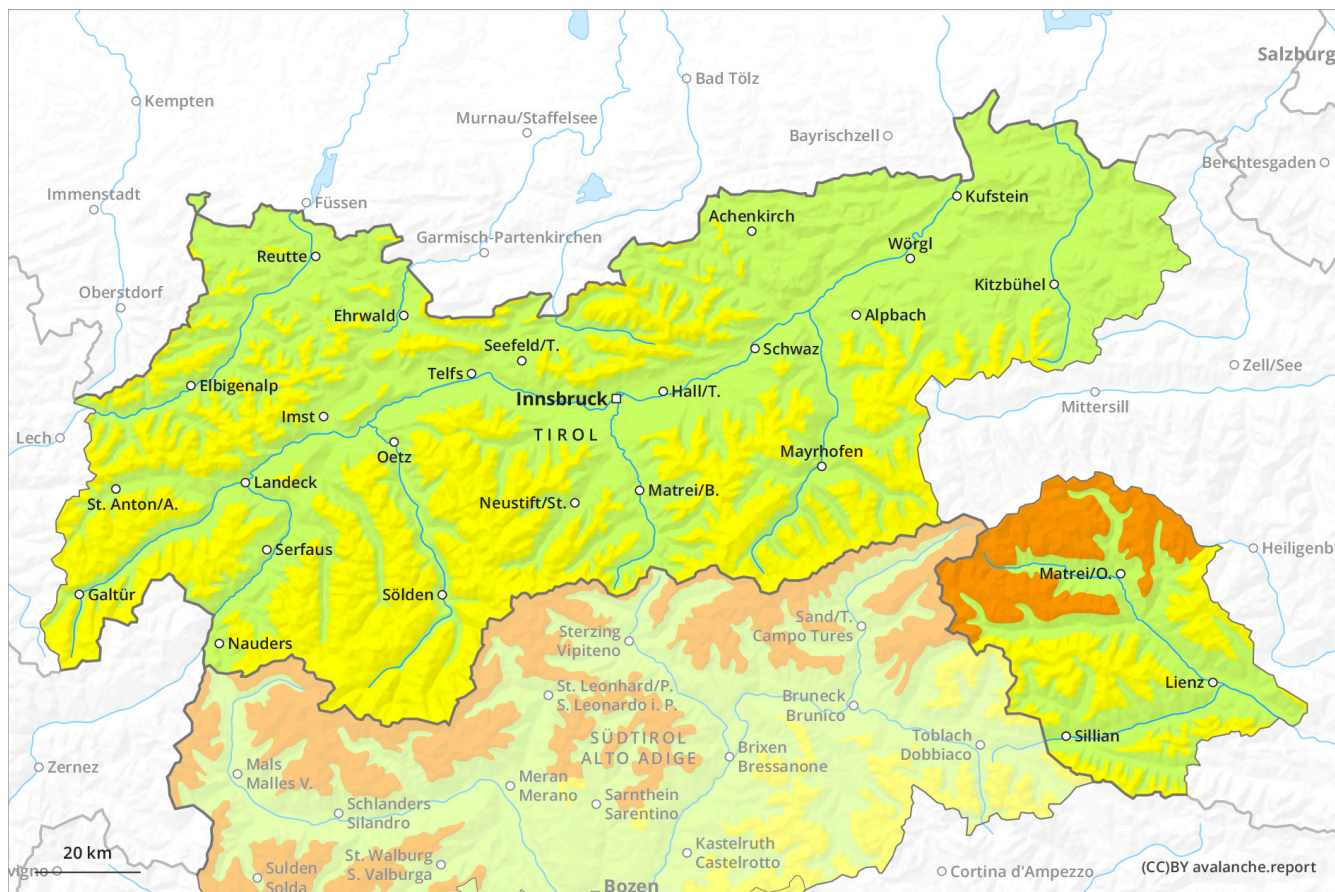 Salzburg
Bad Tölz
Kempten
Murnau/Staffelsee
Bayrischzell
Berchtesgaden
Immenstadt
Füssen
Kufstein
Achenkirch
Garmisch-Partenkirchen
Wörgl
Reutte
Kitzbühel
Oberstdorf
Ehrwald
Alpbach
Seefeld/T.
Schwaz
Zell/See
Telfs
Elbigenalp
Innsbruck
Hall/T.
Mittersill
Imst
Lech
TIROL
Oetz
Mayrhofen
Landeck
Matrei/B.
St. Anton/A.
Neustift/St.
Serfaus
Heiligenb
Matrei/O.
Galtür
Sölden
Sand/T.
Campo Tures
Sterzing
Vipiteno
Nauders
Lienz
St. Leonhard/P.
S. Leonardo i. P.
Bruneck
Brunico
Sillian
SÜDTIROL
ALTO ADIGE
Toblach
Dobbiaco
Brixen
Bressanone
Zernez
Mals
Malles V.
Meran
Merano
Sarnthein
Sarentino
Schlanders
Silandro
20 km
St. Walburg
S. Valburga
Kastelruth
Castelrotto
vigno
Sulden
Solda
Cortina d'Ampezzo
(CC)BY avalanche.report
Bozen